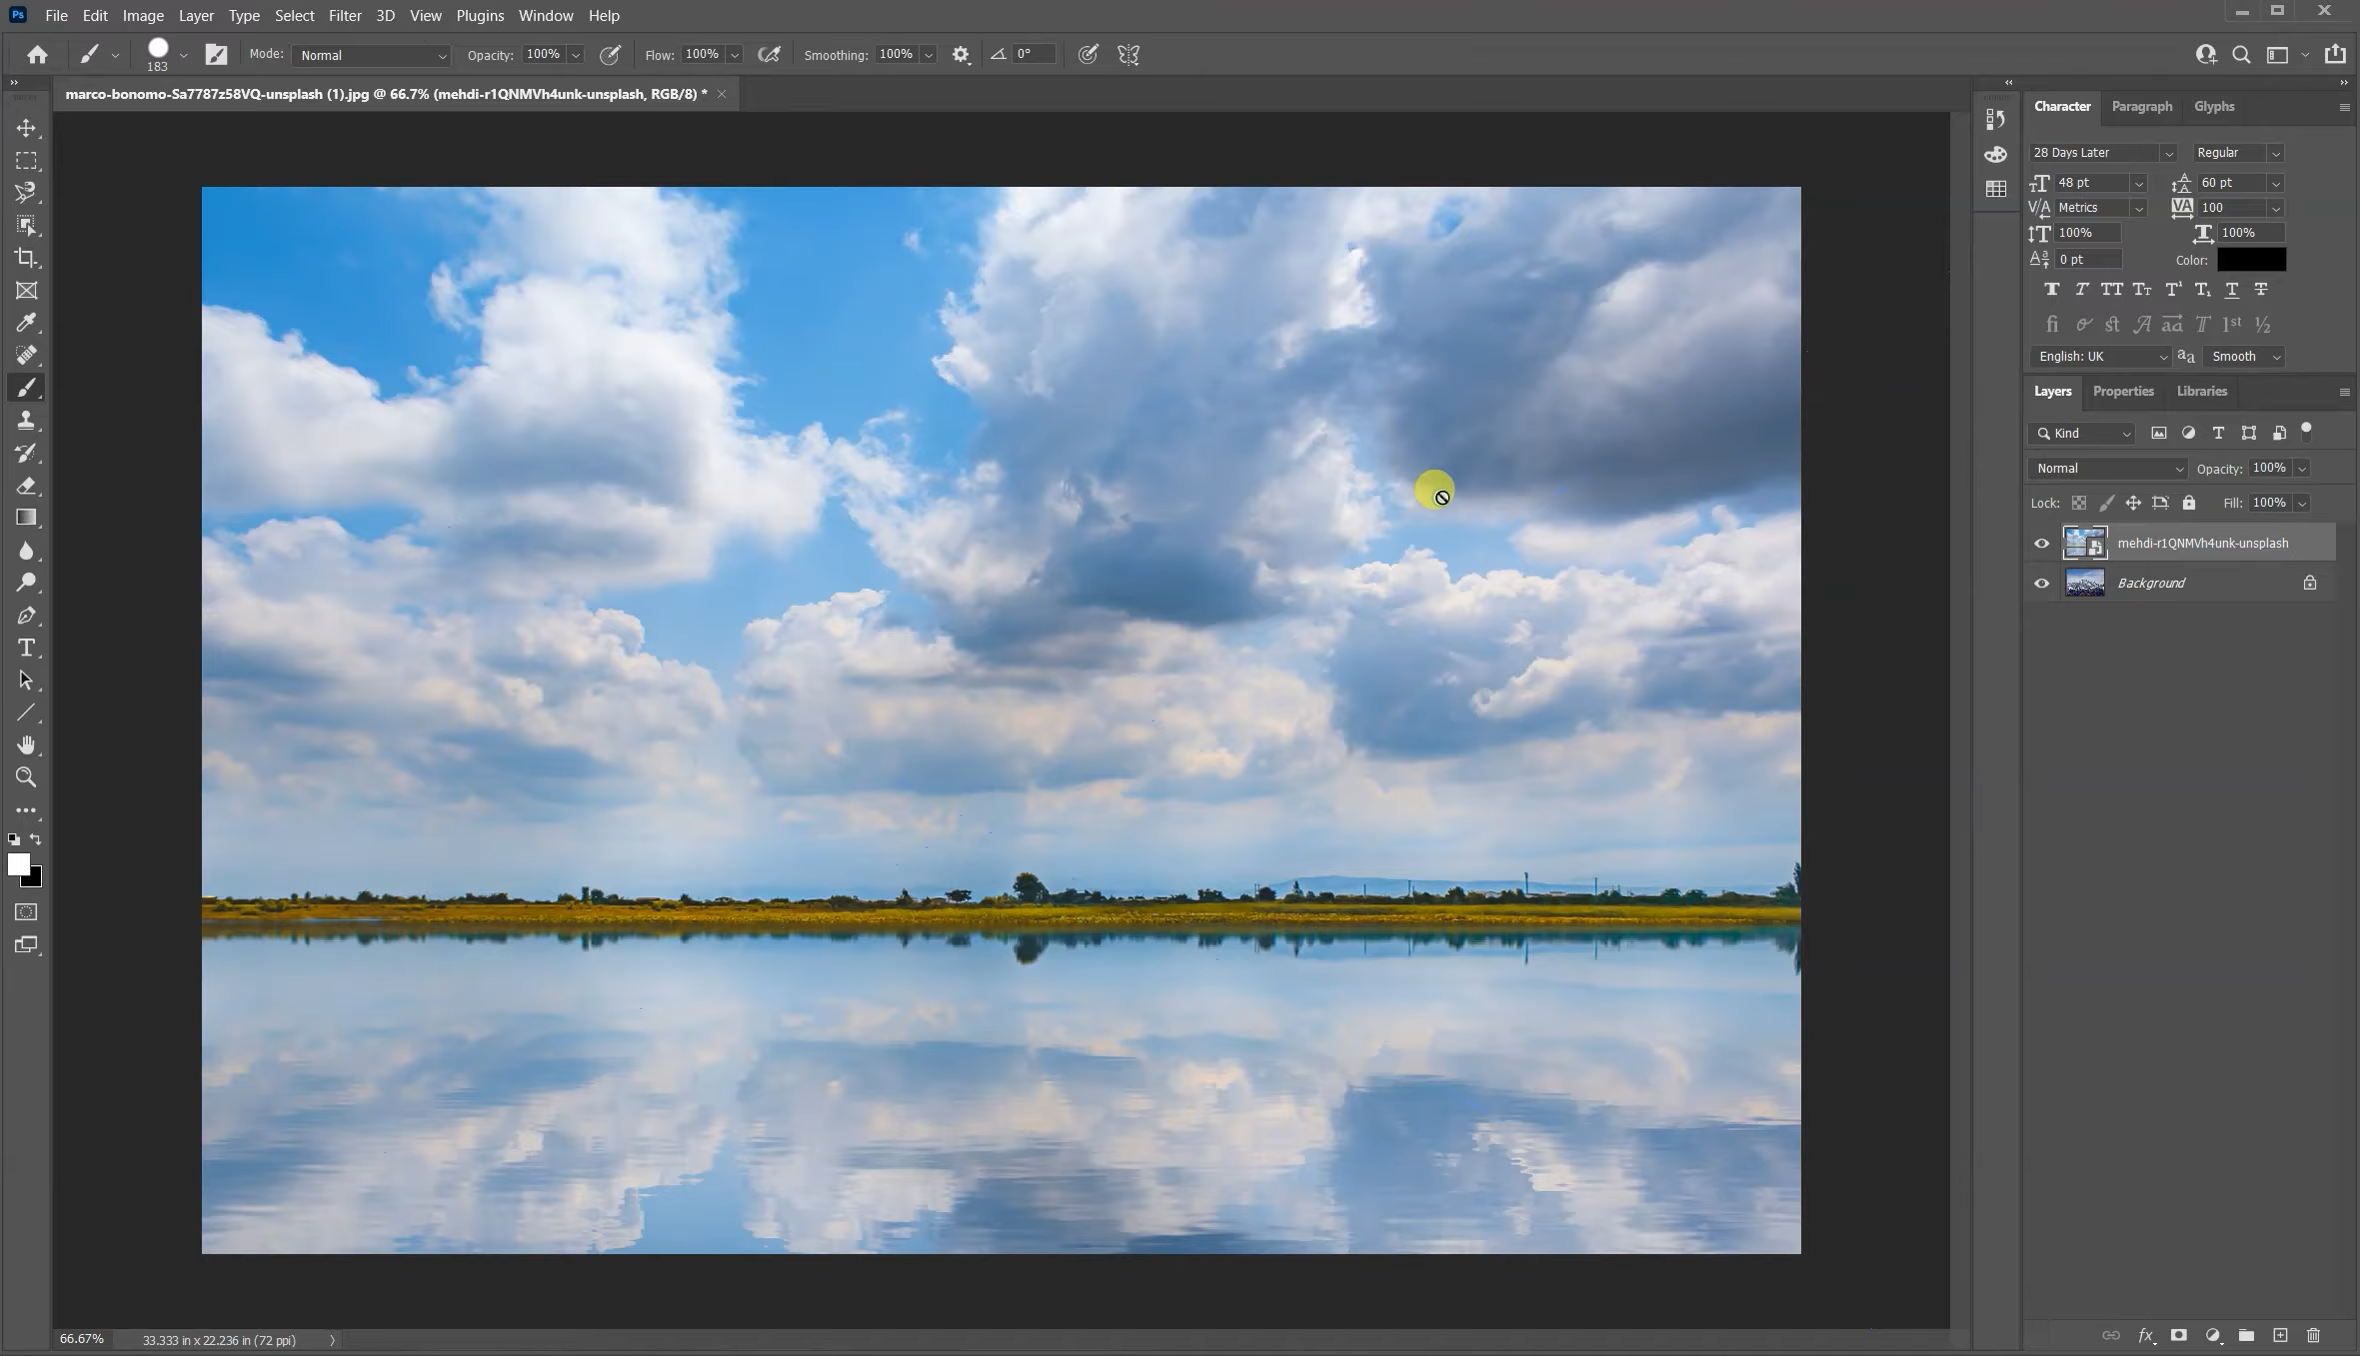 Ps File Edit Image Layer Type Select Filter 3D View Plugins Window Help
183 Mode: Normal Opacity: 100% Flow: 100% Smoothing: 100% 0°
marco-bonomo-Sa7787z58VQ-unsplash (1).jpg @ 66.7% (mehdi-r1QNMVh4unk-unsplash, RGB/8) *
Character Paragraph Glyphs
28 Days Later Regular
48 pt 60 pt
Metrics 100
100% 100%
0 pt Color:
English: UK Smooth
Layers Properties Libraries
Kind
Normal Opacity: 100%
Lock: Fill: 100%
mehdi-r1QNMVh4unk-unsplash
Background
66.67% 33.333 in x 22.236 in (72 ppi)